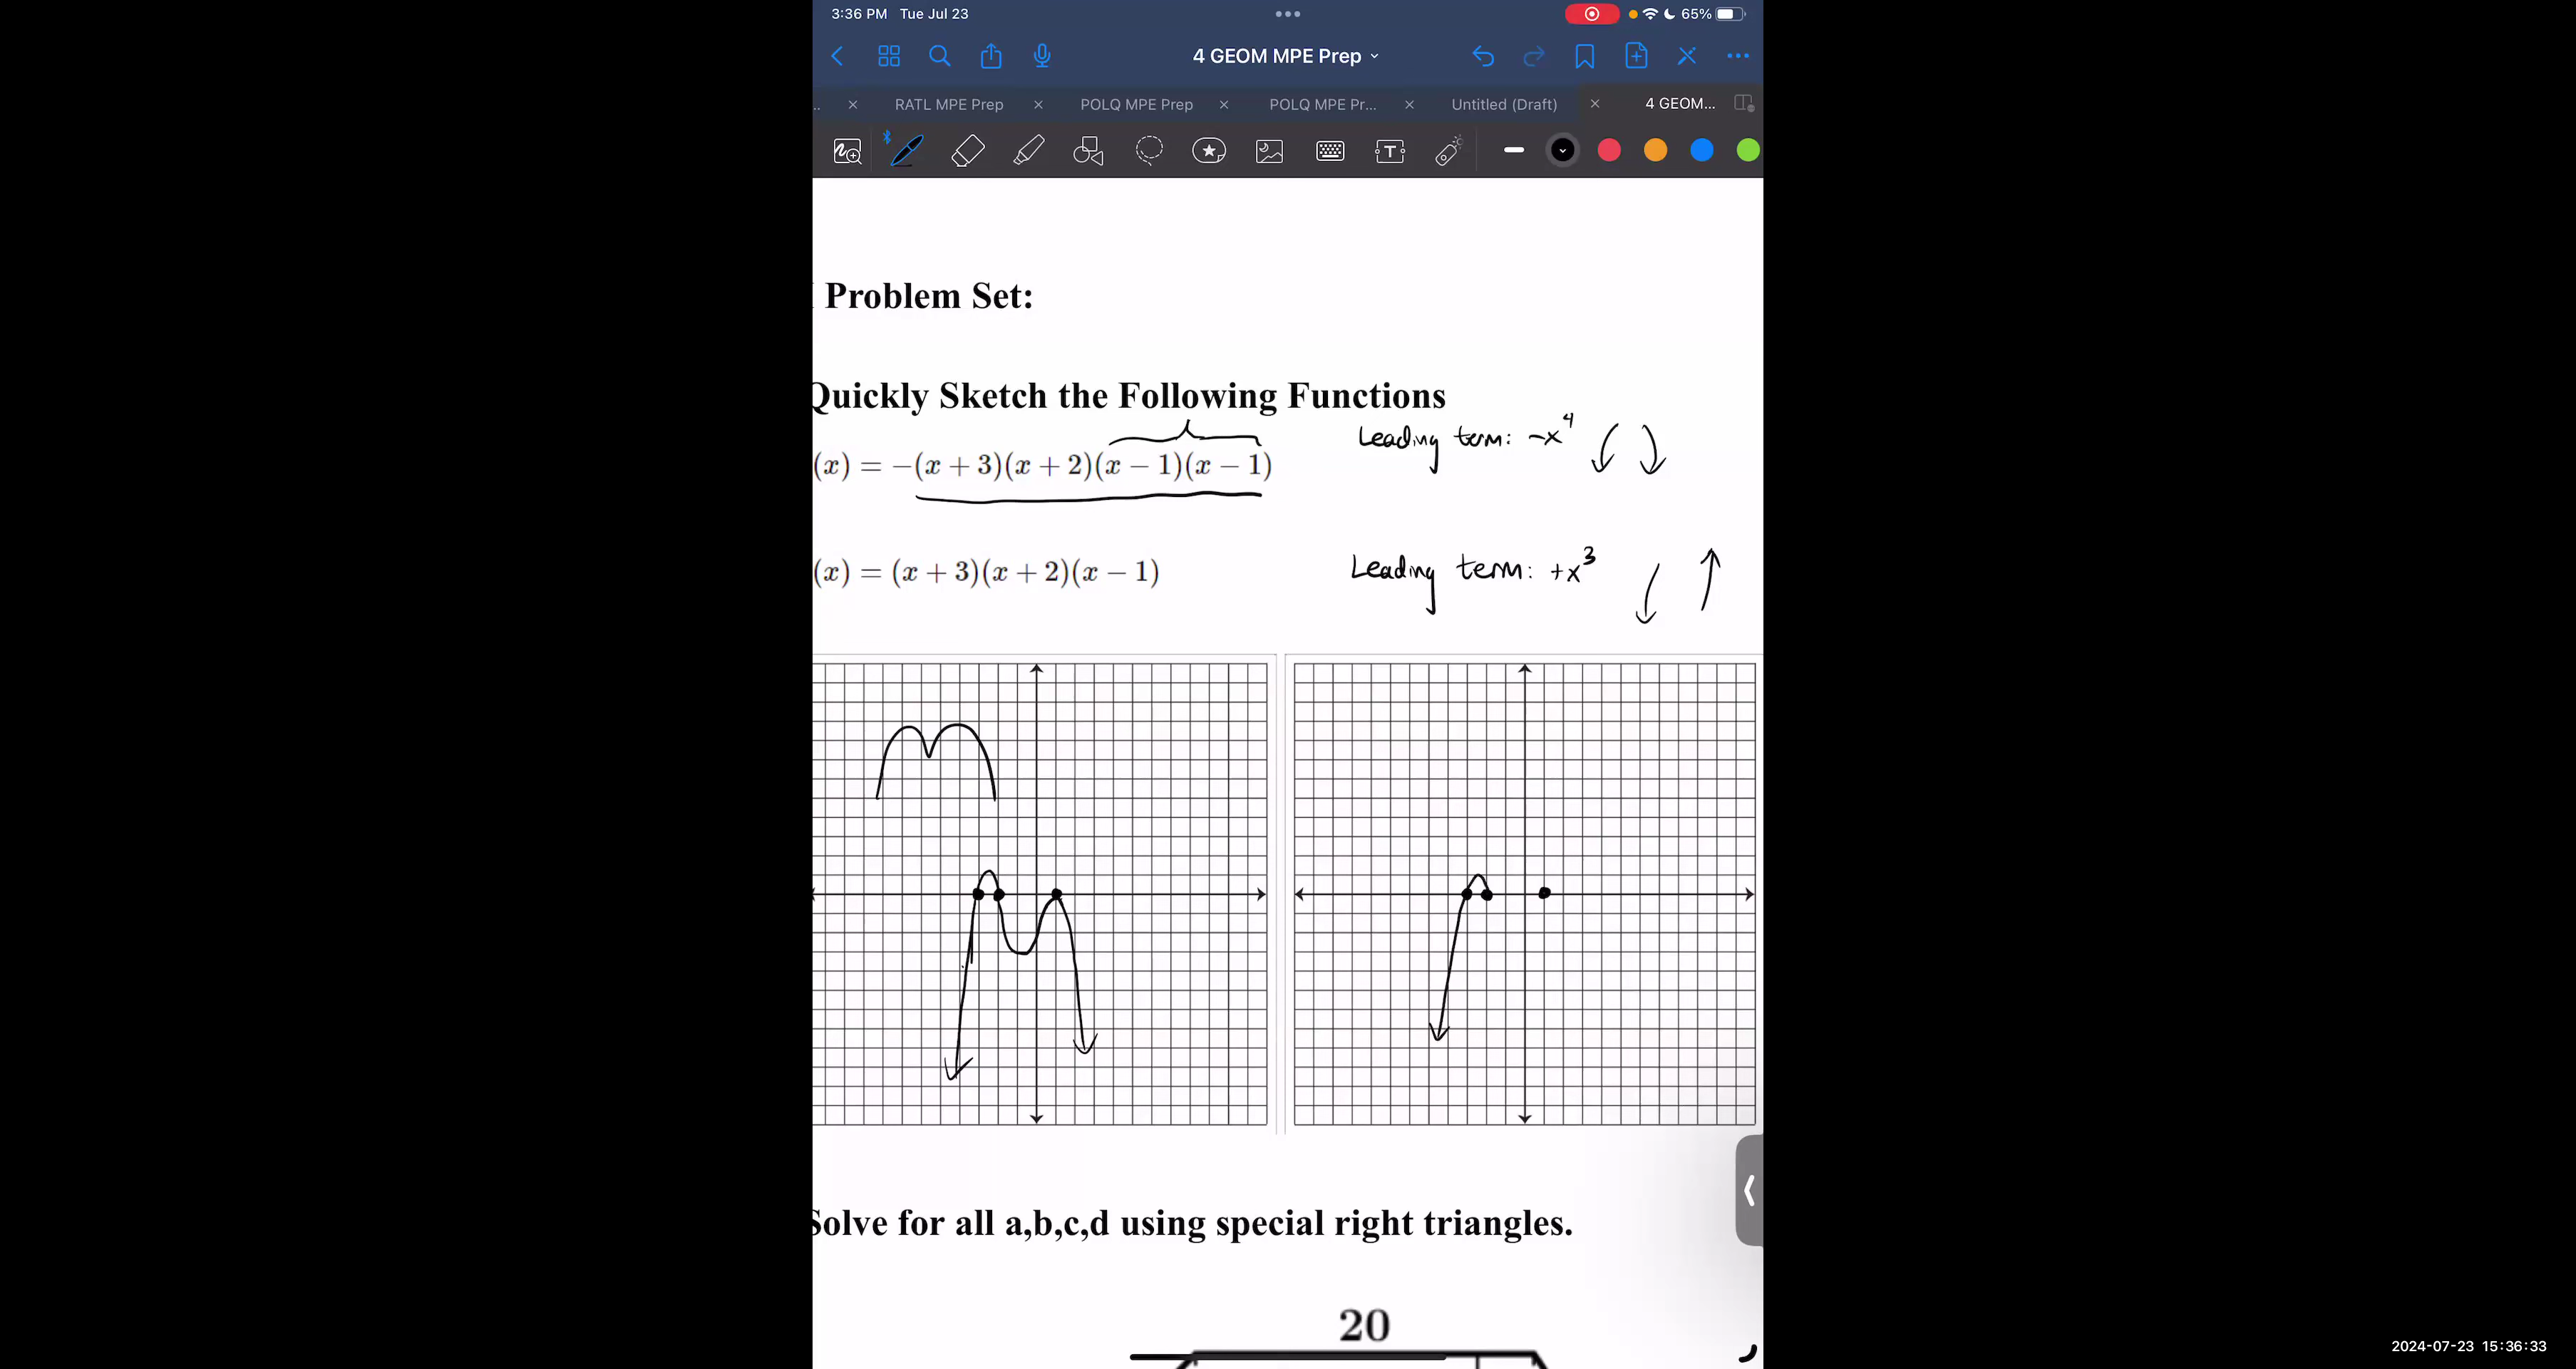 3:36 PM Tue Jul 23
65%
4 GEOM MPE Prep
RATL MPE Prep
POLQ MPE Prep
POLQ MPE Pr...
Untitled (Draft)
4 GEOM...
T
Problem Set:
Quickly Sketch the Following Functions
(x) = −(x + 3)(x + 2)(x − 1)(x − 1)
Leading term: -x⁴
(x) = (x + 3)(x + 2)(x − 1)
Leading term: +x³
Solve for all a,b,c,d using special right triangles.
20
2024-07-23 15:36:33